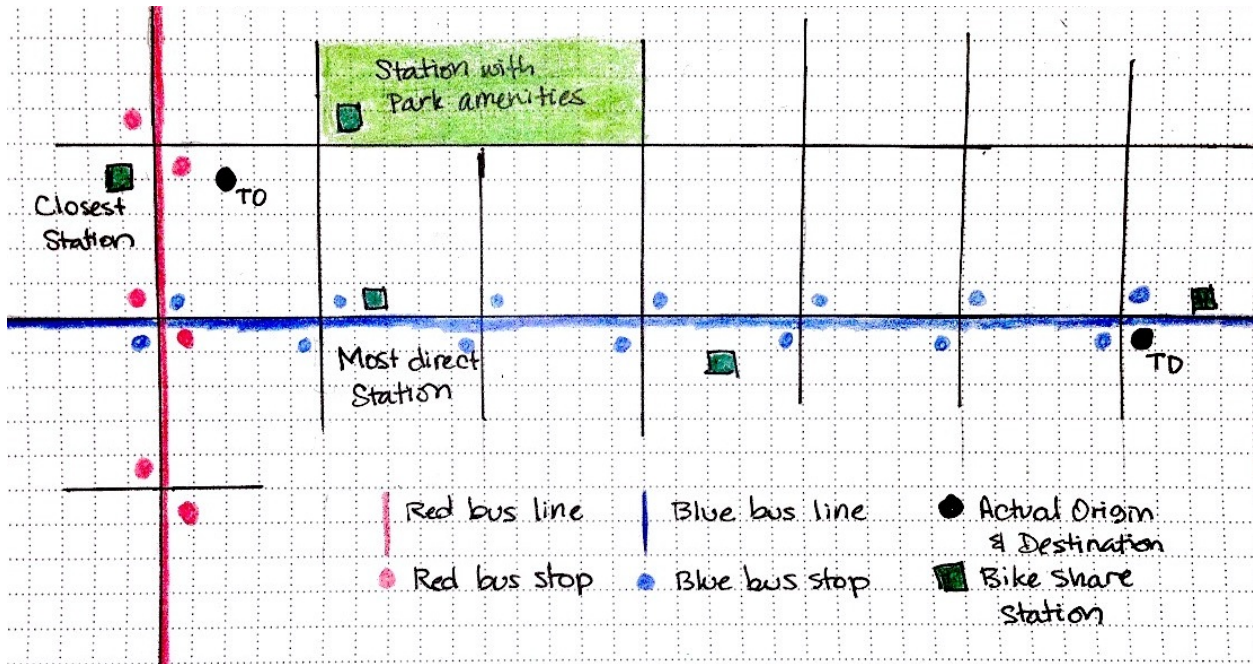 Station with
Park amenities
TO
Closest
Station
Most direct
Station
TD
Red bus line
Blue bus line
Actual Origin
& Destination
Red bus stop
Blue bus stop
Bike Share
Station